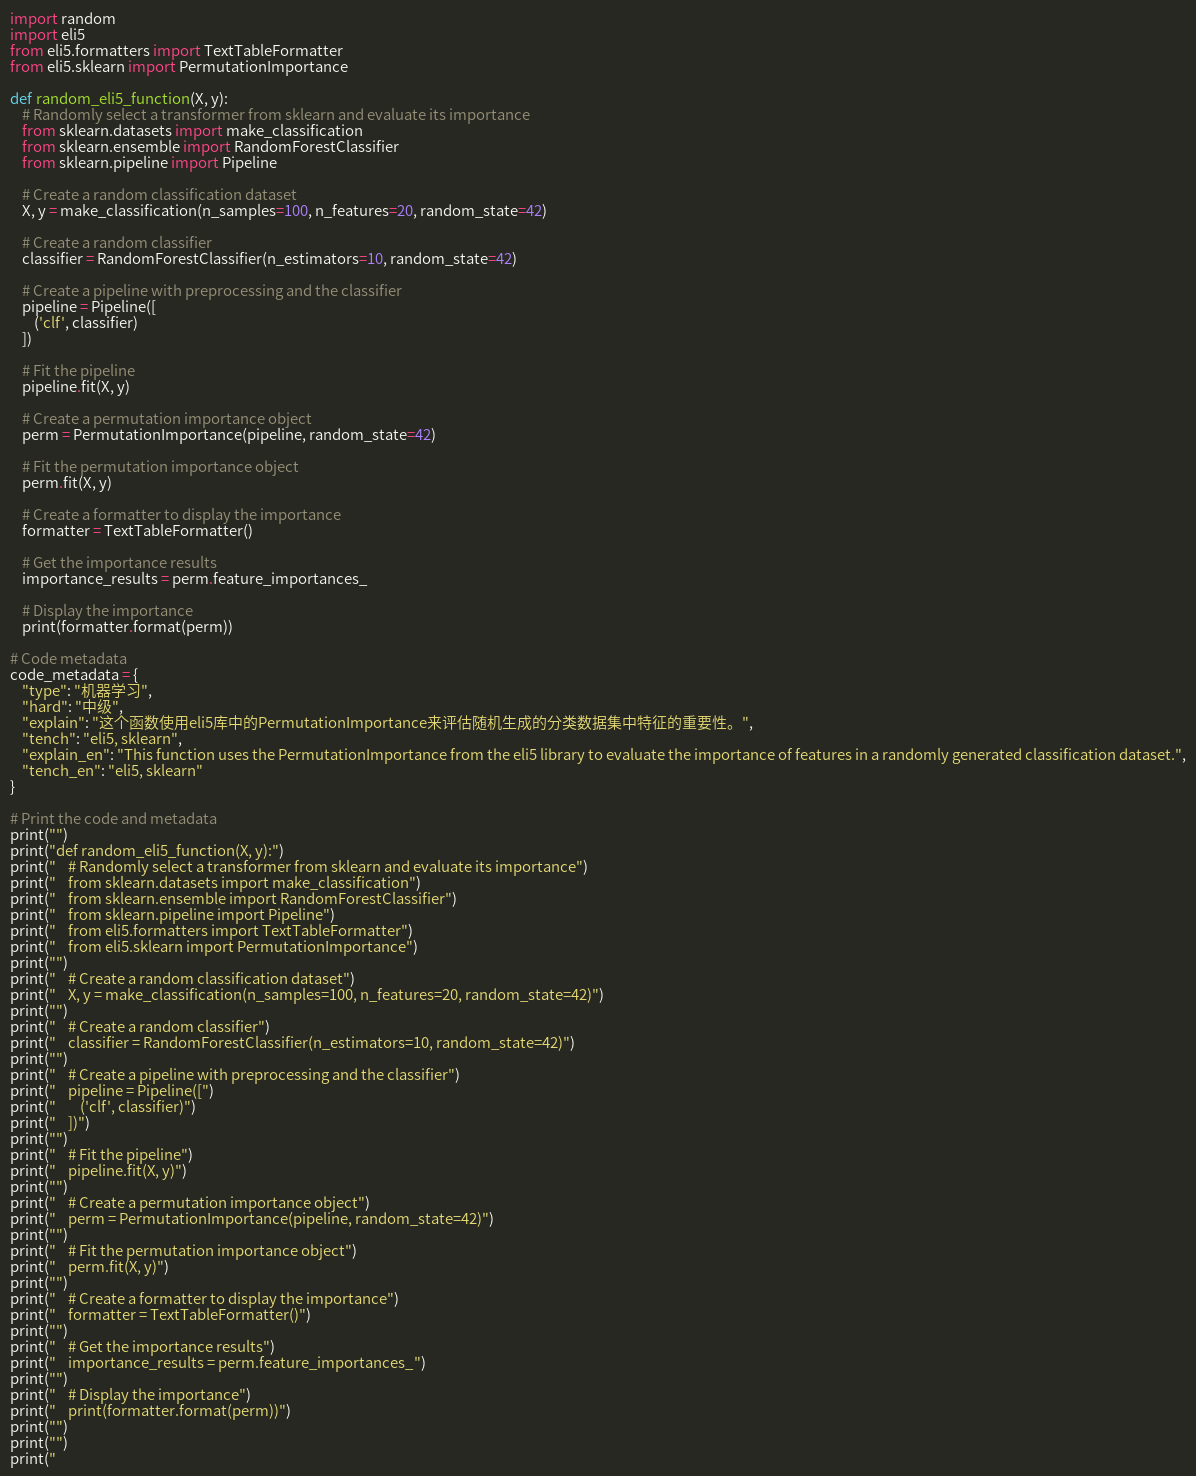 import random
import eli5
from eli5.formatters import TextTableFormatter
from eli5.sklearn import PermutationImportance

def random_eli5_function(X, y):
    # Randomly select a transformer from sklearn and evaluate its importance
    from sklearn.datasets import make_classification
    from sklearn.ensemble import RandomForestClassifier
    from sklearn.pipeline import Pipeline

    # Create a random classification dataset
    X, y = make_classification(n_samples=100, n_features=20, random_state=42)

    # Create a random classifier
    classifier = RandomForestClassifier(n_estimators=10, random_state=42)

    # Create a pipeline with preprocessing and the classifier
    pipeline = Pipeline([
        ('clf', classifier)
    ])

    # Fit the pipeline
    pipeline.fit(X, y)

    # Create a permutation importance object
    perm = PermutationImportance(pipeline, random_state=42)

    # Fit the permutation importance object
    perm.fit(X, y)

    # Create a formatter to display the importance
    formatter = TextTableFormatter()

    # Get the importance results
    importance_results = perm.feature_importances_

    # Display the importance
    print(formatter.format(perm))

# Code metadata
code_metadata = {
    "type": "机器学习",
    "hard": "中级",
    "explain": "这个函数使用eli5库中的PermutationImportance来评估随机生成的分类数据集中特征的重要性。",
    "tench": "eli5, sklearn",
    "explain_en": "This function uses the PermutationImportance from the eli5 library to evaluate the importance of features in a randomly generated classification dataset.",
    "tench_en": "eli5, sklearn"
}

# Print the code and metadata
print("")
print("def random_eli5_function(X, y):")
print("    # Randomly select a transformer from sklearn and evaluate its importance")
print("    from sklearn.datasets import make_classification")
print("    from sklearn.ensemble import RandomForestClassifier")
print("    from sklearn.pipeline import Pipeline")
print("    from eli5.formatters import TextTableFormatter")
print("    from eli5.sklearn import PermutationImportance")
print("")
print("    # Create a random classification dataset")
print("    X, y = make_classification(n_samples=100, n_features=20, random_state=42)")
print("")
print("    # Create a random classifier")
print("    classifier = RandomForestClassifier(n_estimators=10, random_state=42)")
print("")
print("    # Create a pipeline with preprocessing and the classifier")
print("    pipeline = Pipeline([")
print("        ('clf', classifier)")
print("    ])")
print("")
print("    # Fit the pipeline")
print("    pipeline.fit(X, y)")
print("")
print("    # Create a permutation importance object")
print("    perm = PermutationImportance(pipeline, random_state=42)")
print("")
print("    # Fit the permutation importance object")
print("    perm.fit(X, y)")
print("")
print("    # Create a formatter to display the importance")
print("    formatter = TextTableFormatter()")
print("")
print("    # Get the importance results")
print("    importance_results = perm.feature_importances_")
print("")
print("    # Display the importance")
print("    print(formatter.format(perm))")
print("")
print("")
print("